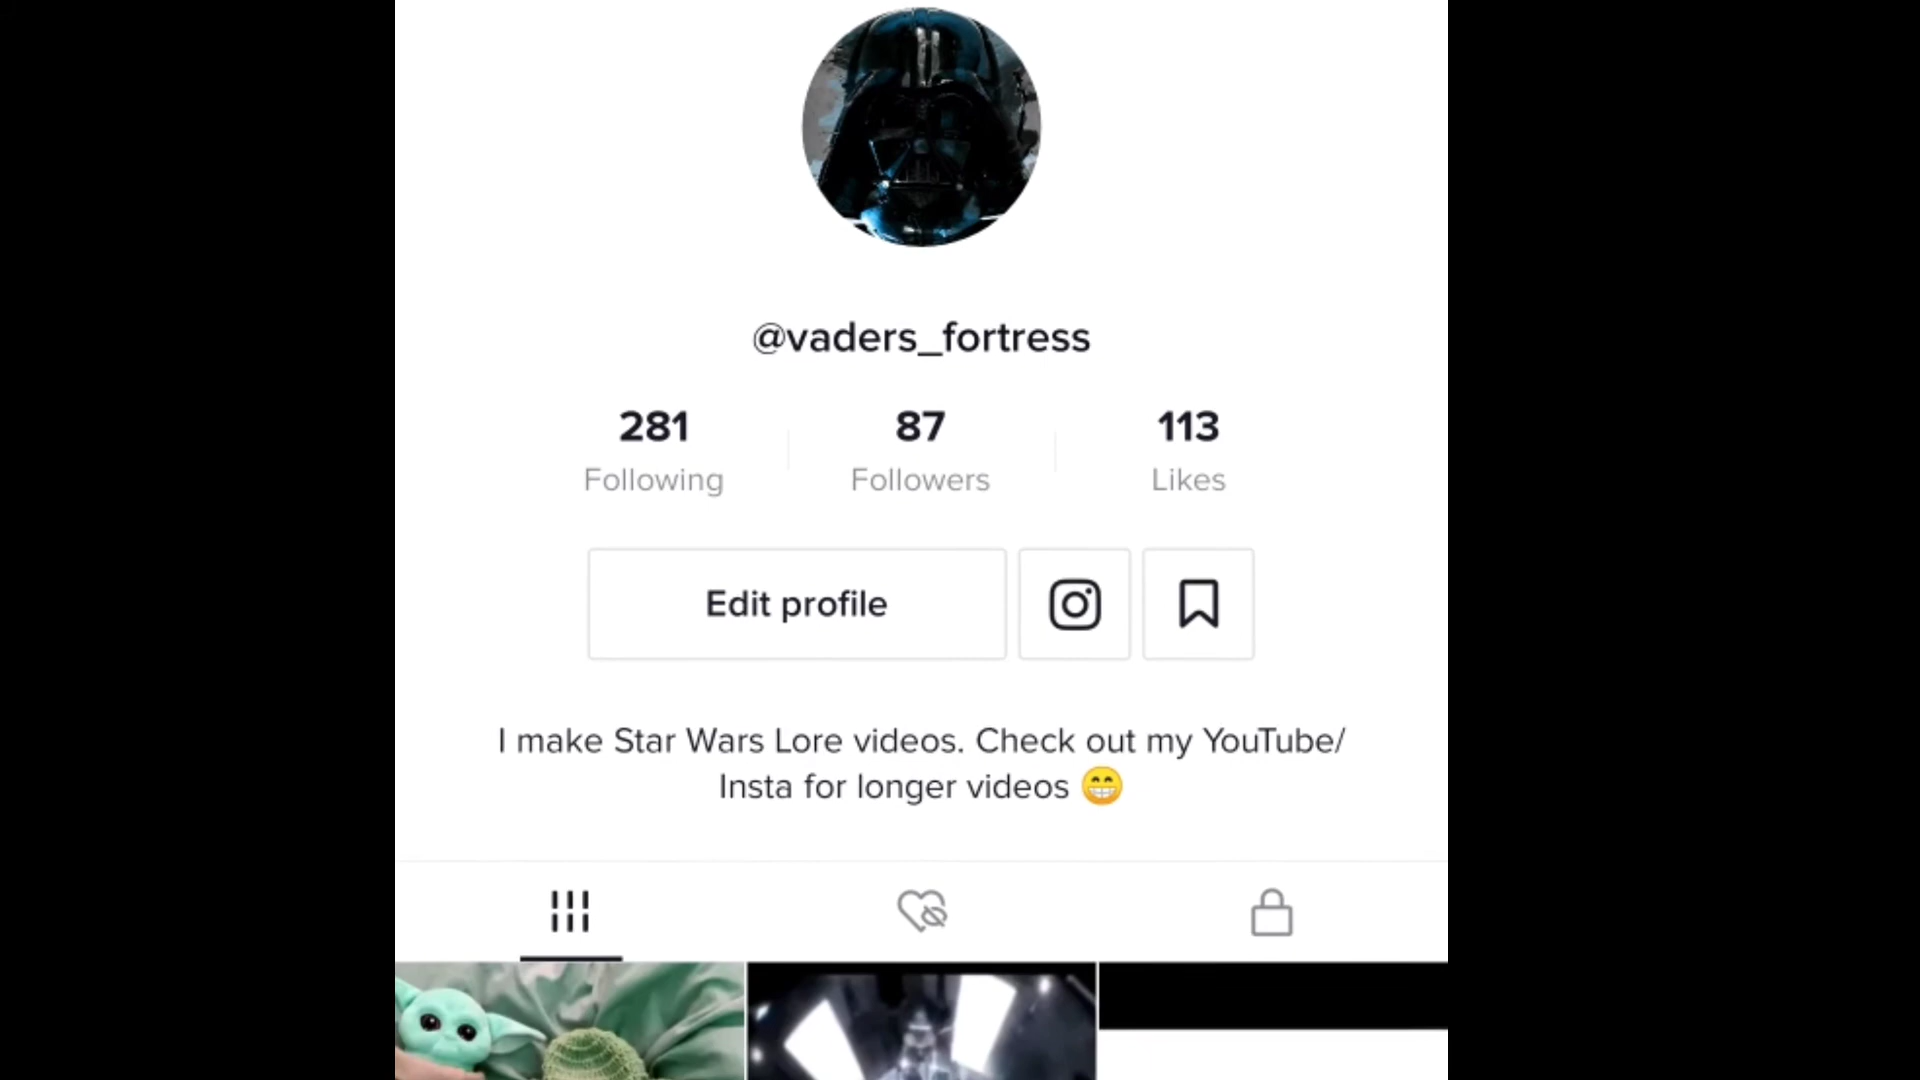 @vaders_fortress
281 87 113
Following Followers Likes
Edit profile
I make Star Wars Lore videos. Check out my YouTube/
Insta for longer videos 😁